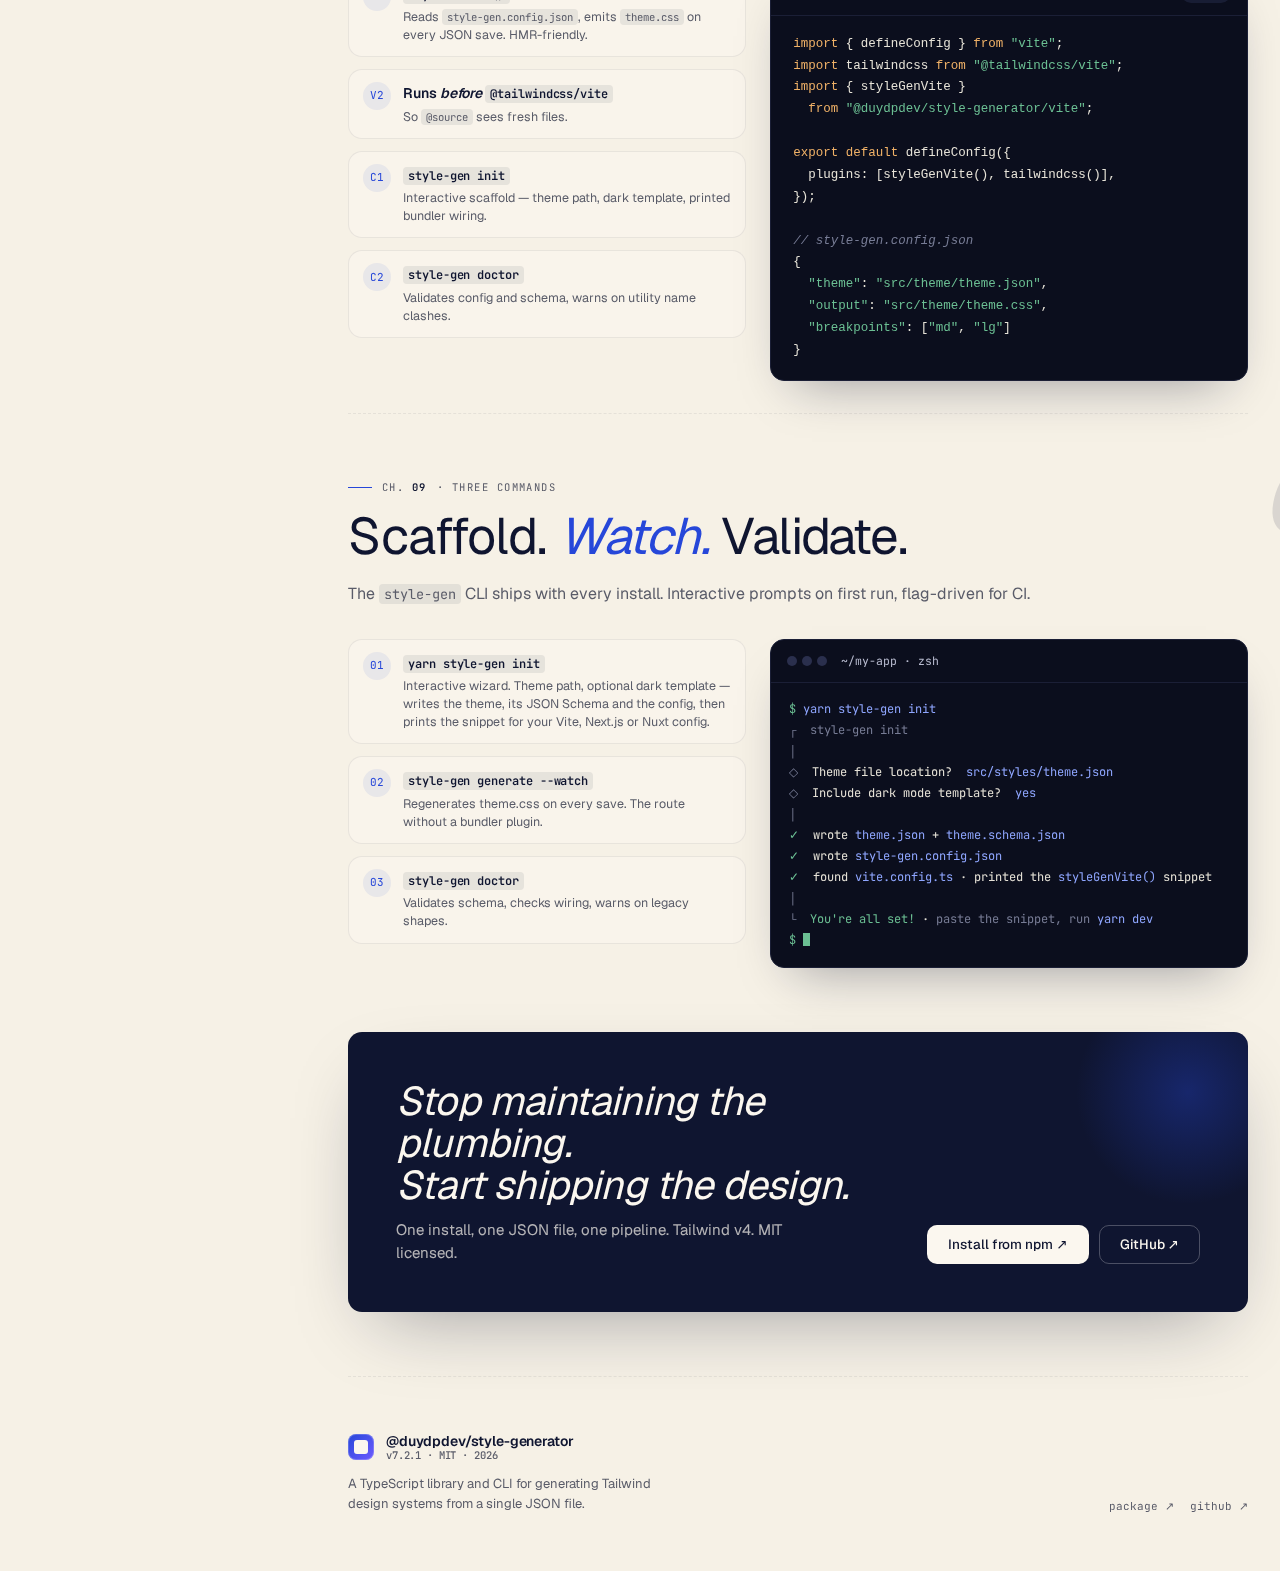 Reads style-gen.config.json, emits theme.css on
every JSON save. HMR-friendly.
V2
Runs before @tailwindcss/vite
So @source sees fresh files.
C1
style-gen init
Interactive scaffold — theme path, dark template, printed
bundler wiring.
C2
style-gen doctor
Validates config and schema, warns on utility name
clashes.
import { defineConfig } from "vite";
import tailwindcss from "@tailwindcss/vite";
import { styleGenVite }
from "@duydpdev/style-generator/vite";
export default defineConfig({
plugins: [styleGenVite(), tailwindcss()],
});
// style-gen.config.json
{
"theme": "src/theme/theme.json",
"output": "src/theme/theme.css",
"breakpoints": ["md", "lg"]
}
CH. 09 · THREE COMMANDS
Scaffold. Watch. Validate.
The style-gen CLI ships with every install. Interactive prompts on first run, flag-driven for CI.
01
yarn style-gen init
Interactive wizard. Theme path, optional dark template —
writes the theme, its JSON Schema and the config, then
prints the snippet for your Vite, Next.js or Nuxt config.
02
style-gen generate --watch
Regenerates theme.css on every save. The route
without a bundler plugin.
03
style-gen doctor
Validates schema, checks wiring, warns on legacy
shapes.
~/my-app · zsh
$ yarn style-gen init
┌ style-gen init
│
◇ Theme file location? src/styles/theme.json
◇ Include dark mode template? yes
│
✓ wrote theme.json + theme.schema.json
✓ wrote style-gen.config.json
✓ found vite.config.ts · printed the styleGenVite() snippet
│
└ You're all set! · paste the snippet, run yarn dev
$
Stop maintaining the
plumbing.
Start shipping the design.
One install, one JSON file, one pipeline. Tailwind v4. MIT
licensed.
Install from npm ↗
GitHub ↗
@duydpdev/style-generator
v7.2.1 · MIT · 2026
A TypeScript library and CLI for generating Tailwind
design systems from a single JSON file.
package ↗ github ↗